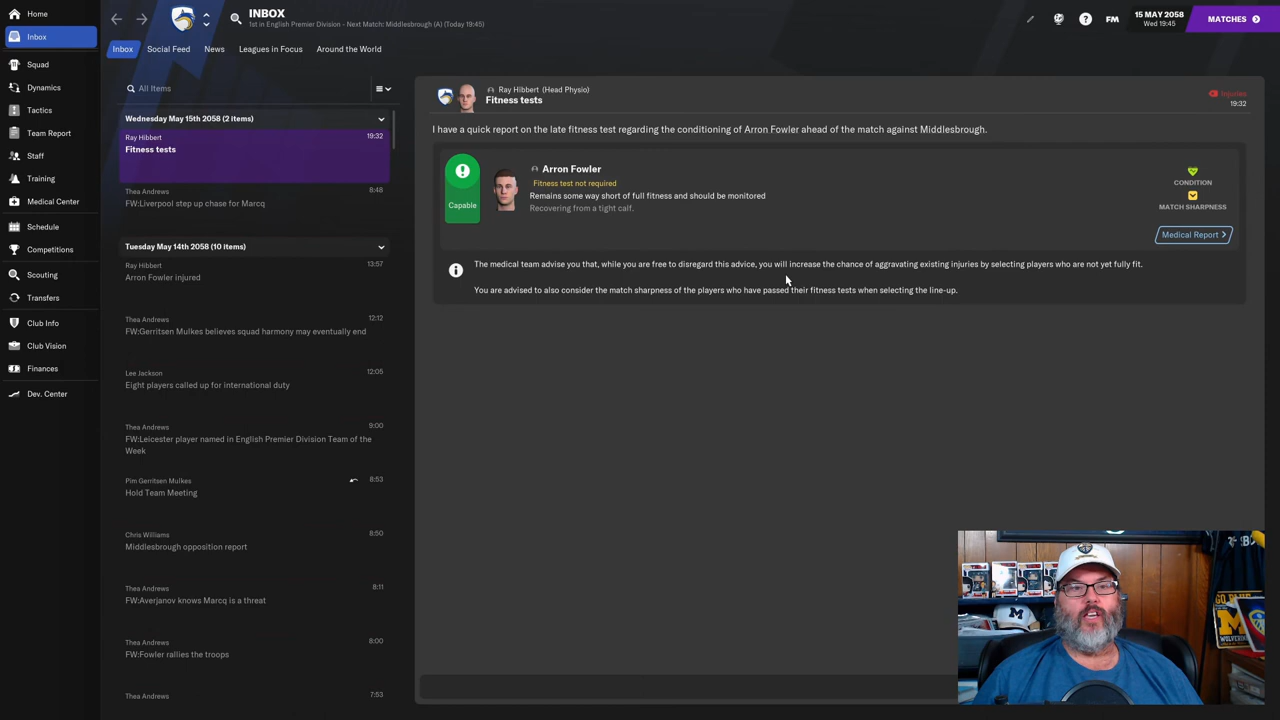 Home
Inbox
Squad
Dynamics
Tactics
Team Report
Staff
Training
Medical Center
Schedule
Competitions
Scouting
Transfers
Club Info
Club Vision
Finances
Dev. Center
INBOX
1st in English Premier Division - Next Match: Middlesbrough (A) (Today 19:45)
FM
15 MAY 2058
Wed 19:45
MATCHES
Inbox
Social Feed
News
Leagues in Focus
Around the World
All Items
Wednesday May 15th 2058 (2 items)
Ray Hibbert 19:32
Fitness tests
Thea Andrews 8:48
FW:Liverpool step up chase for Marcq
Tuesday May 14th 2058 (10 items)
Ray Hibbert 13:57
Arron Fowler injured
Thea Andrews 12:12
FW:Gerritsen Mulkes believes squad harmony may eventually end
Lee Jackson 12:05
Eight players called up for international duty
Thea Andrews 9:00
FW:Leicester player named in English Premier Division Team of the
Week
Pim Gerritsen Mulkes 8:53
Hold Team Meeting
Chris Williams 8:50
Middlesbrough opposition report
Thea Andrews 8:11
FW:Averjanov knows Marcq is a threat
Thea Andrews 8:00
FW:Fowler rallies the troops
Thea Andrews 7:53
Ray Hibbert (Head Physio)
Fitness tests
Injuries
19:32
I have a quick report on the late fitness test regarding the conditioning of Arron Fowler ahead of the match against Middlesbrough.
Capable
Arron Fowler
Fitness test not required
Remains some way short of full fitness and should be monitored
Recovering from a tight calf.
CONDITION
MATCH SHARPNESS
Medical Report
The medical team advise you that, while you are free to disregard this advice, you will increase the chance of aggravating existing injuries by selecting players who are not yet fully fit.
You are advised to also consider the match sharpness of the players who have passed their fitness tests when selecting the line-up.
M
GO BLUE
M